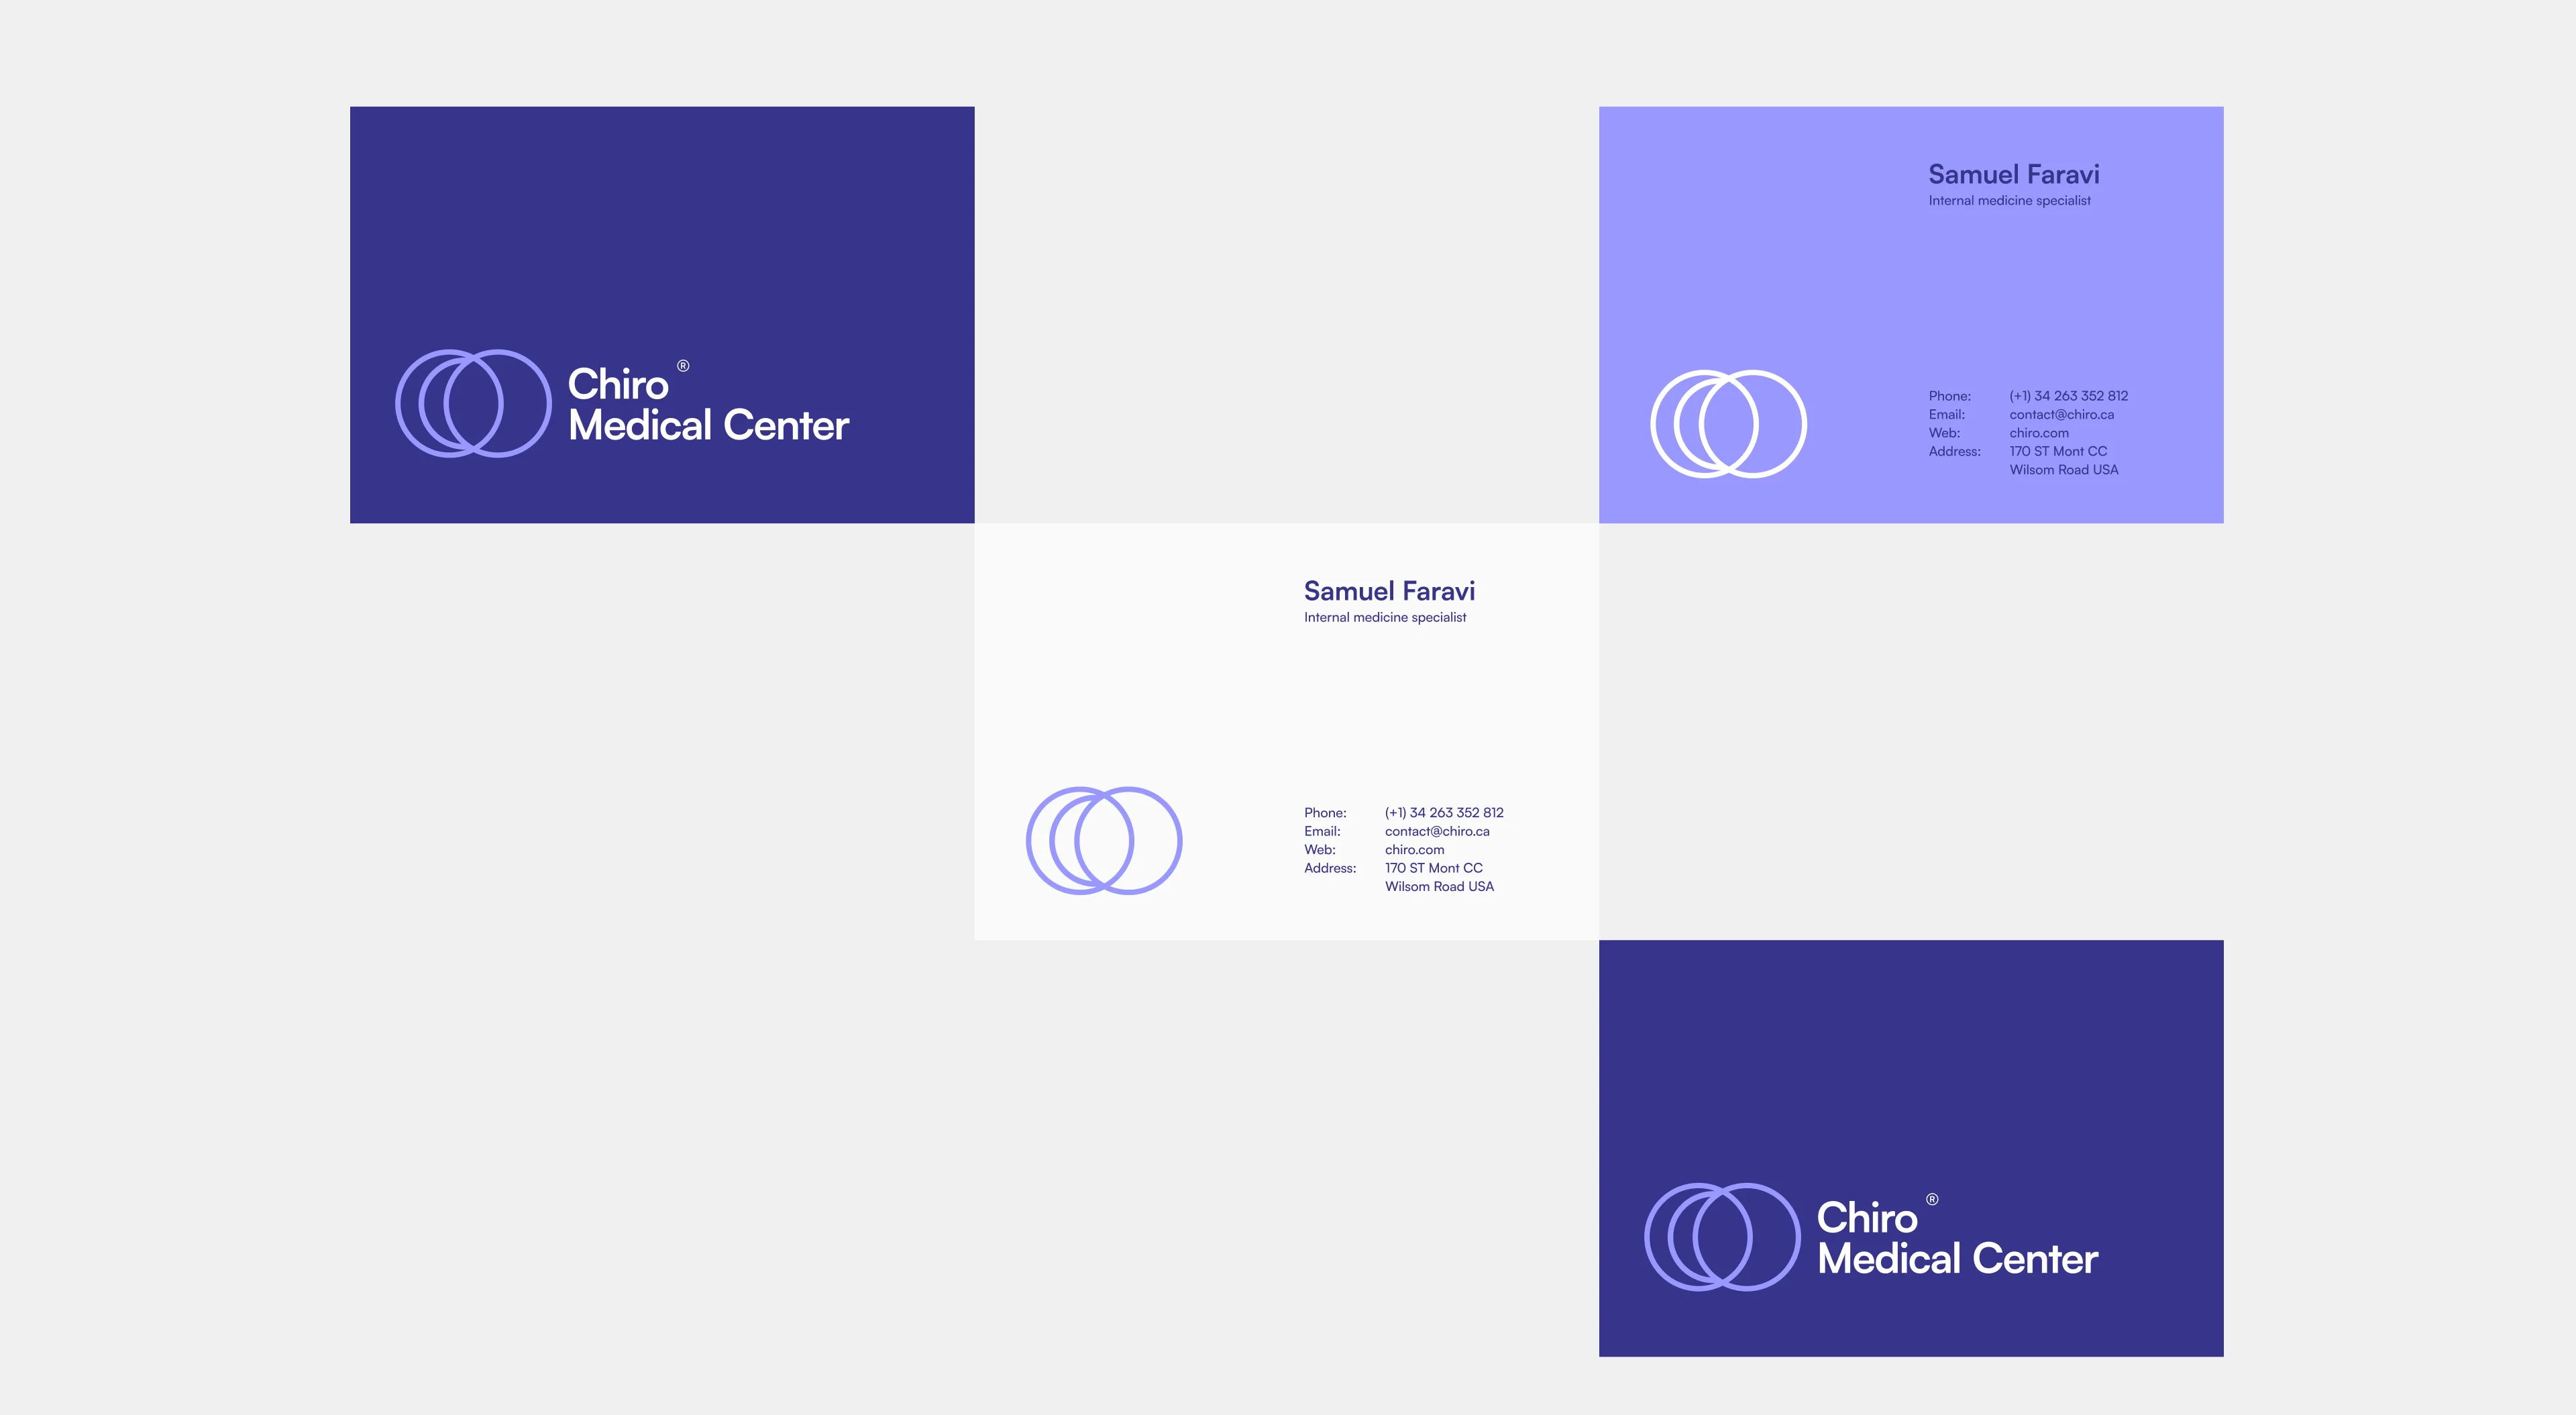 Chiro ®
Medical Center
Samuel Faravi
Internal medicine specialist
Phone: (+1) 34 263 352 812
Email: contact@chiro.ca
Web: chiro.com
Address: 170 ST Mont CC
Wilsom Road USA
Samuel Faravi
Internal medicine specialist
Phone: (+1) 34 263 352 812
Email: contact@chiro.ca
Web: chiro.com
Address: 170 ST Mont CC
Wilsom Road USA
Chiro ®
Medical Center